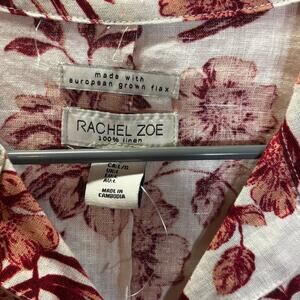 made with
european grown flax
RACHEL ZOE
100% linen
MADE IN
CAMBODIA